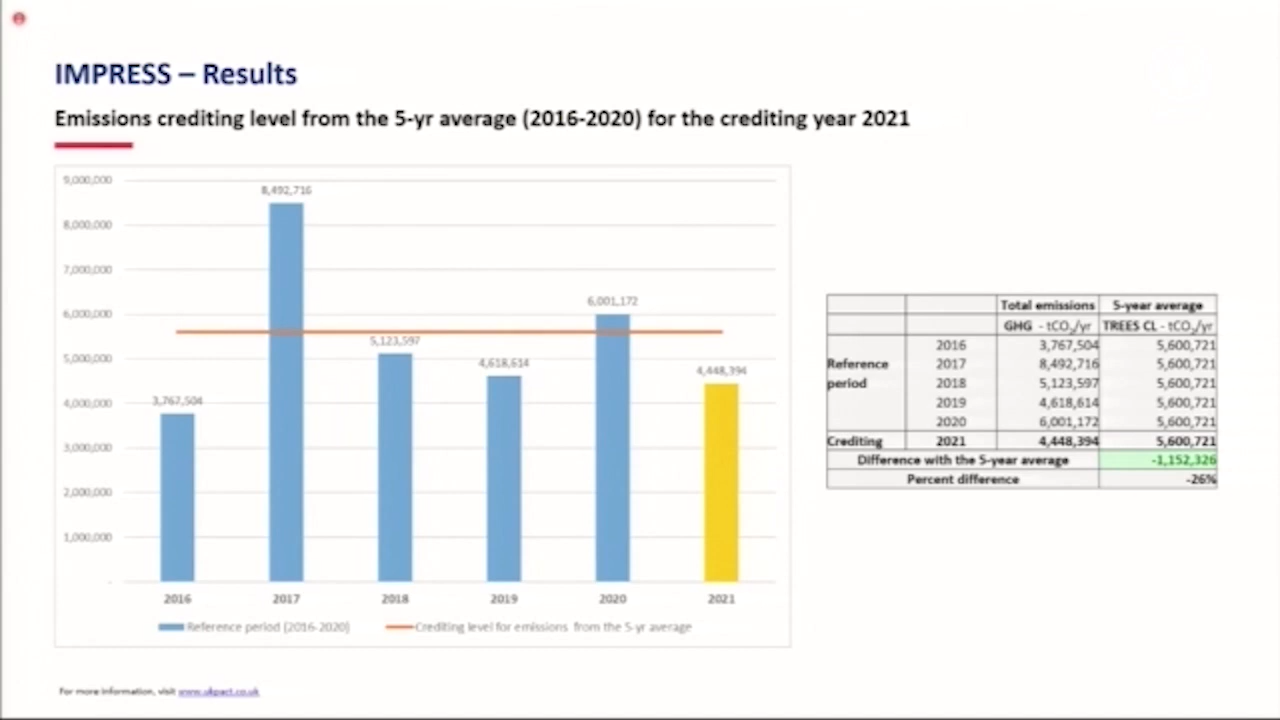 IMPRESS – Results
Emissions crediting level from the 5-yr average (2016-2020) for the crediting year 2021
9,000,000
8,000,000
7,000,000
6,000,000
5,000,000
4,000,000
3,000,000
2,000,000
1,000,000
-
3,767,504
8,492,716
5,123,597
4,618,614
6,001,172
4,448,394
2016 2017 2018 2019 2020 2021
Reference period (2016-2020) Crediting level for emissions from the 5-yr average
Total emissions 5-year average
GHG - tCO₂/yr TREES CL - tCO₂/yr
2016 3,767,504 5,600,721
Reference 2017 8,492,716 5,600,721
period 2018 5,123,597 5,600,721
2019 4,618,614 5,600,721
2020 6,001,172 5,600,721
Crediting 2021 4,448,394 5,600,721
Difference with the 5-year average -1,152,326
Percent difference -26%
For more information, visit www.ukpact.co.uk